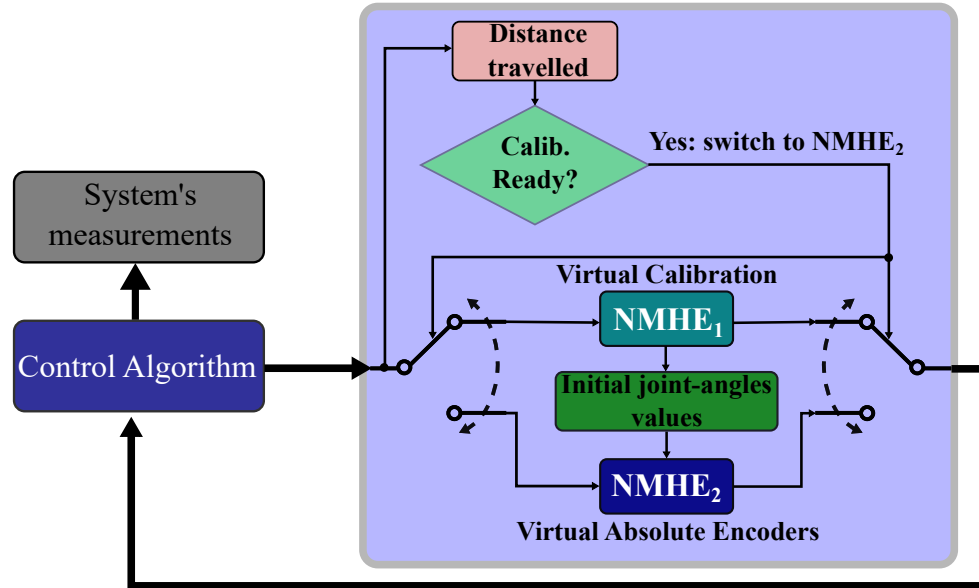 Distance
travelled
Calib.
Ready?
Yes: switch to NMHE₂
System's
measurements
Virtual Calibration
NMHE₁
Control Algorithm
Initial joint-angles
values
NMHE₂
Virtual Absolute Encoders